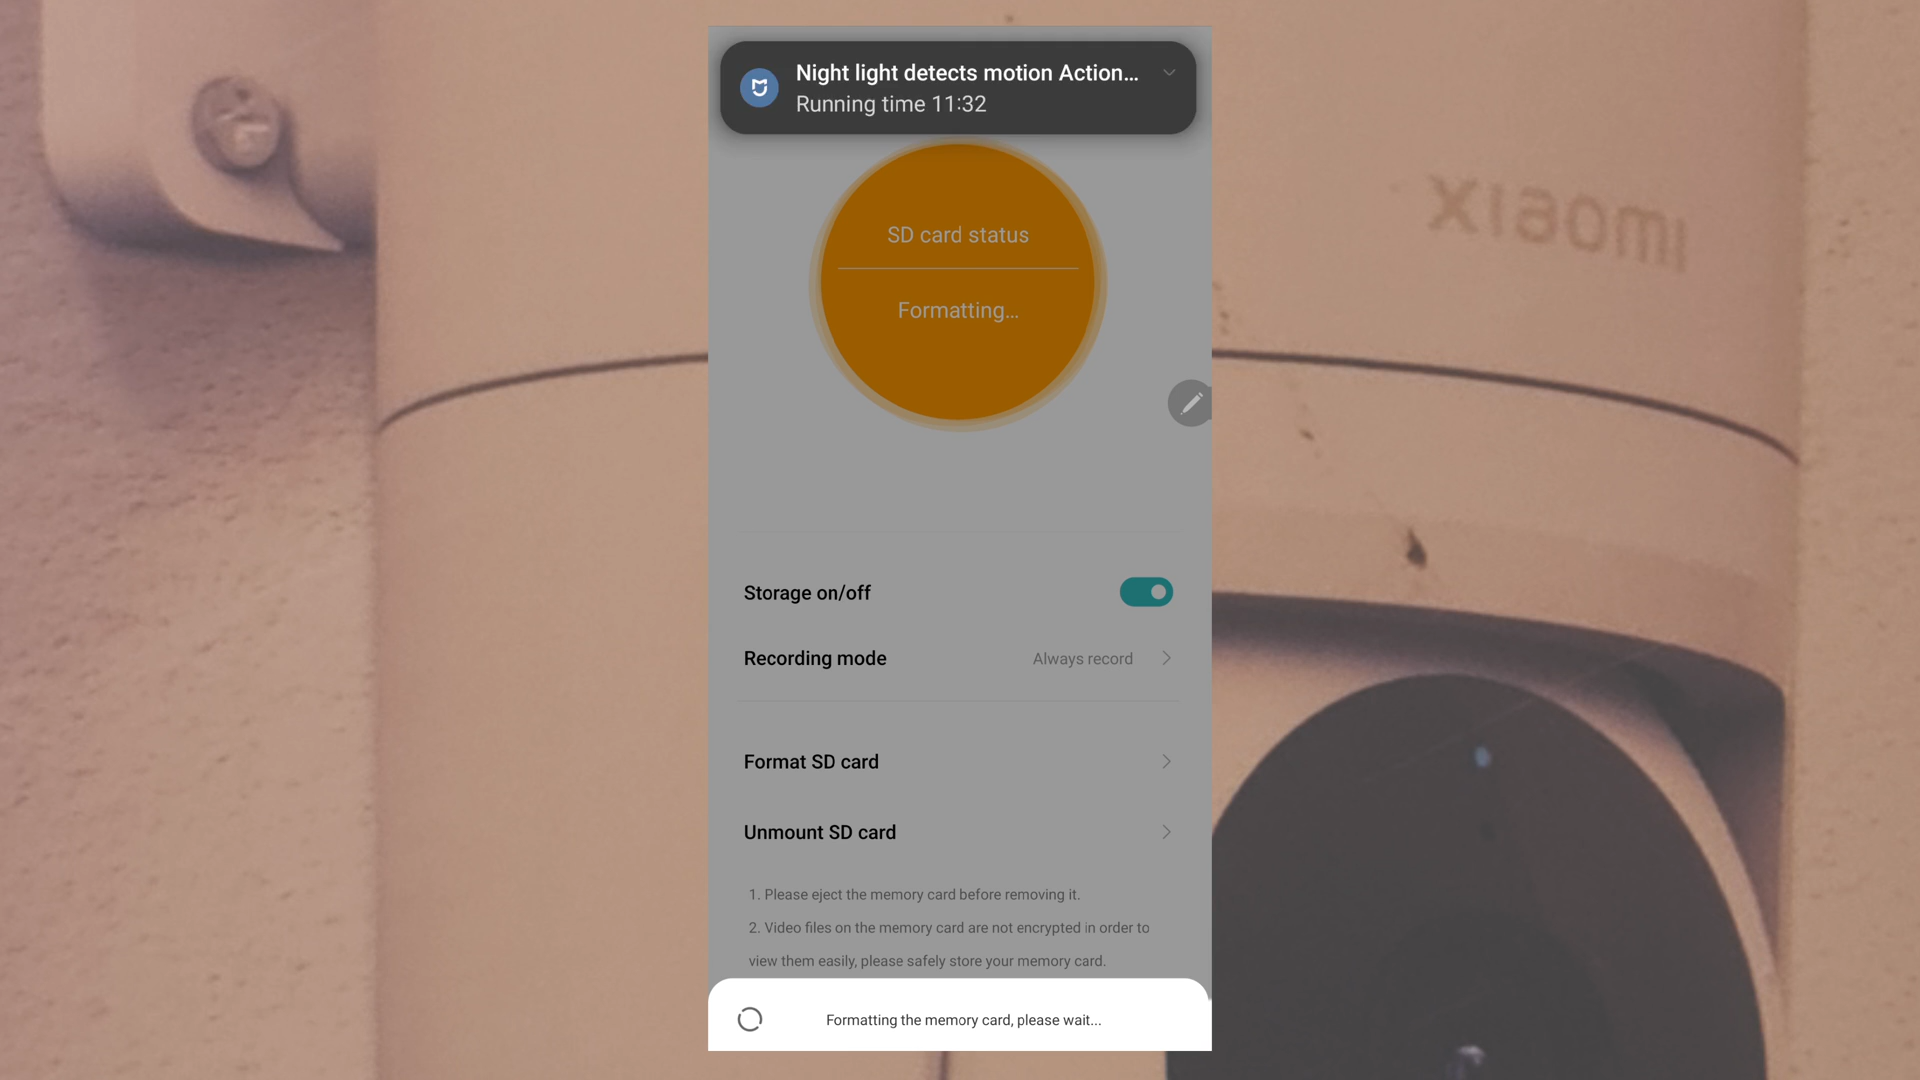 Night light detects motion Action...
Running time 11:32
SD card status
Formatting...
xiaomi
Storage on/off
Recording mode
Always record
Format SD card
Unmount SD card
1. Please eject the memory card before removing it.
2. Video files on the memory card are not encrypted in order to
view them easily, please safely store your memory card.
Formatting the memory card, please wait...